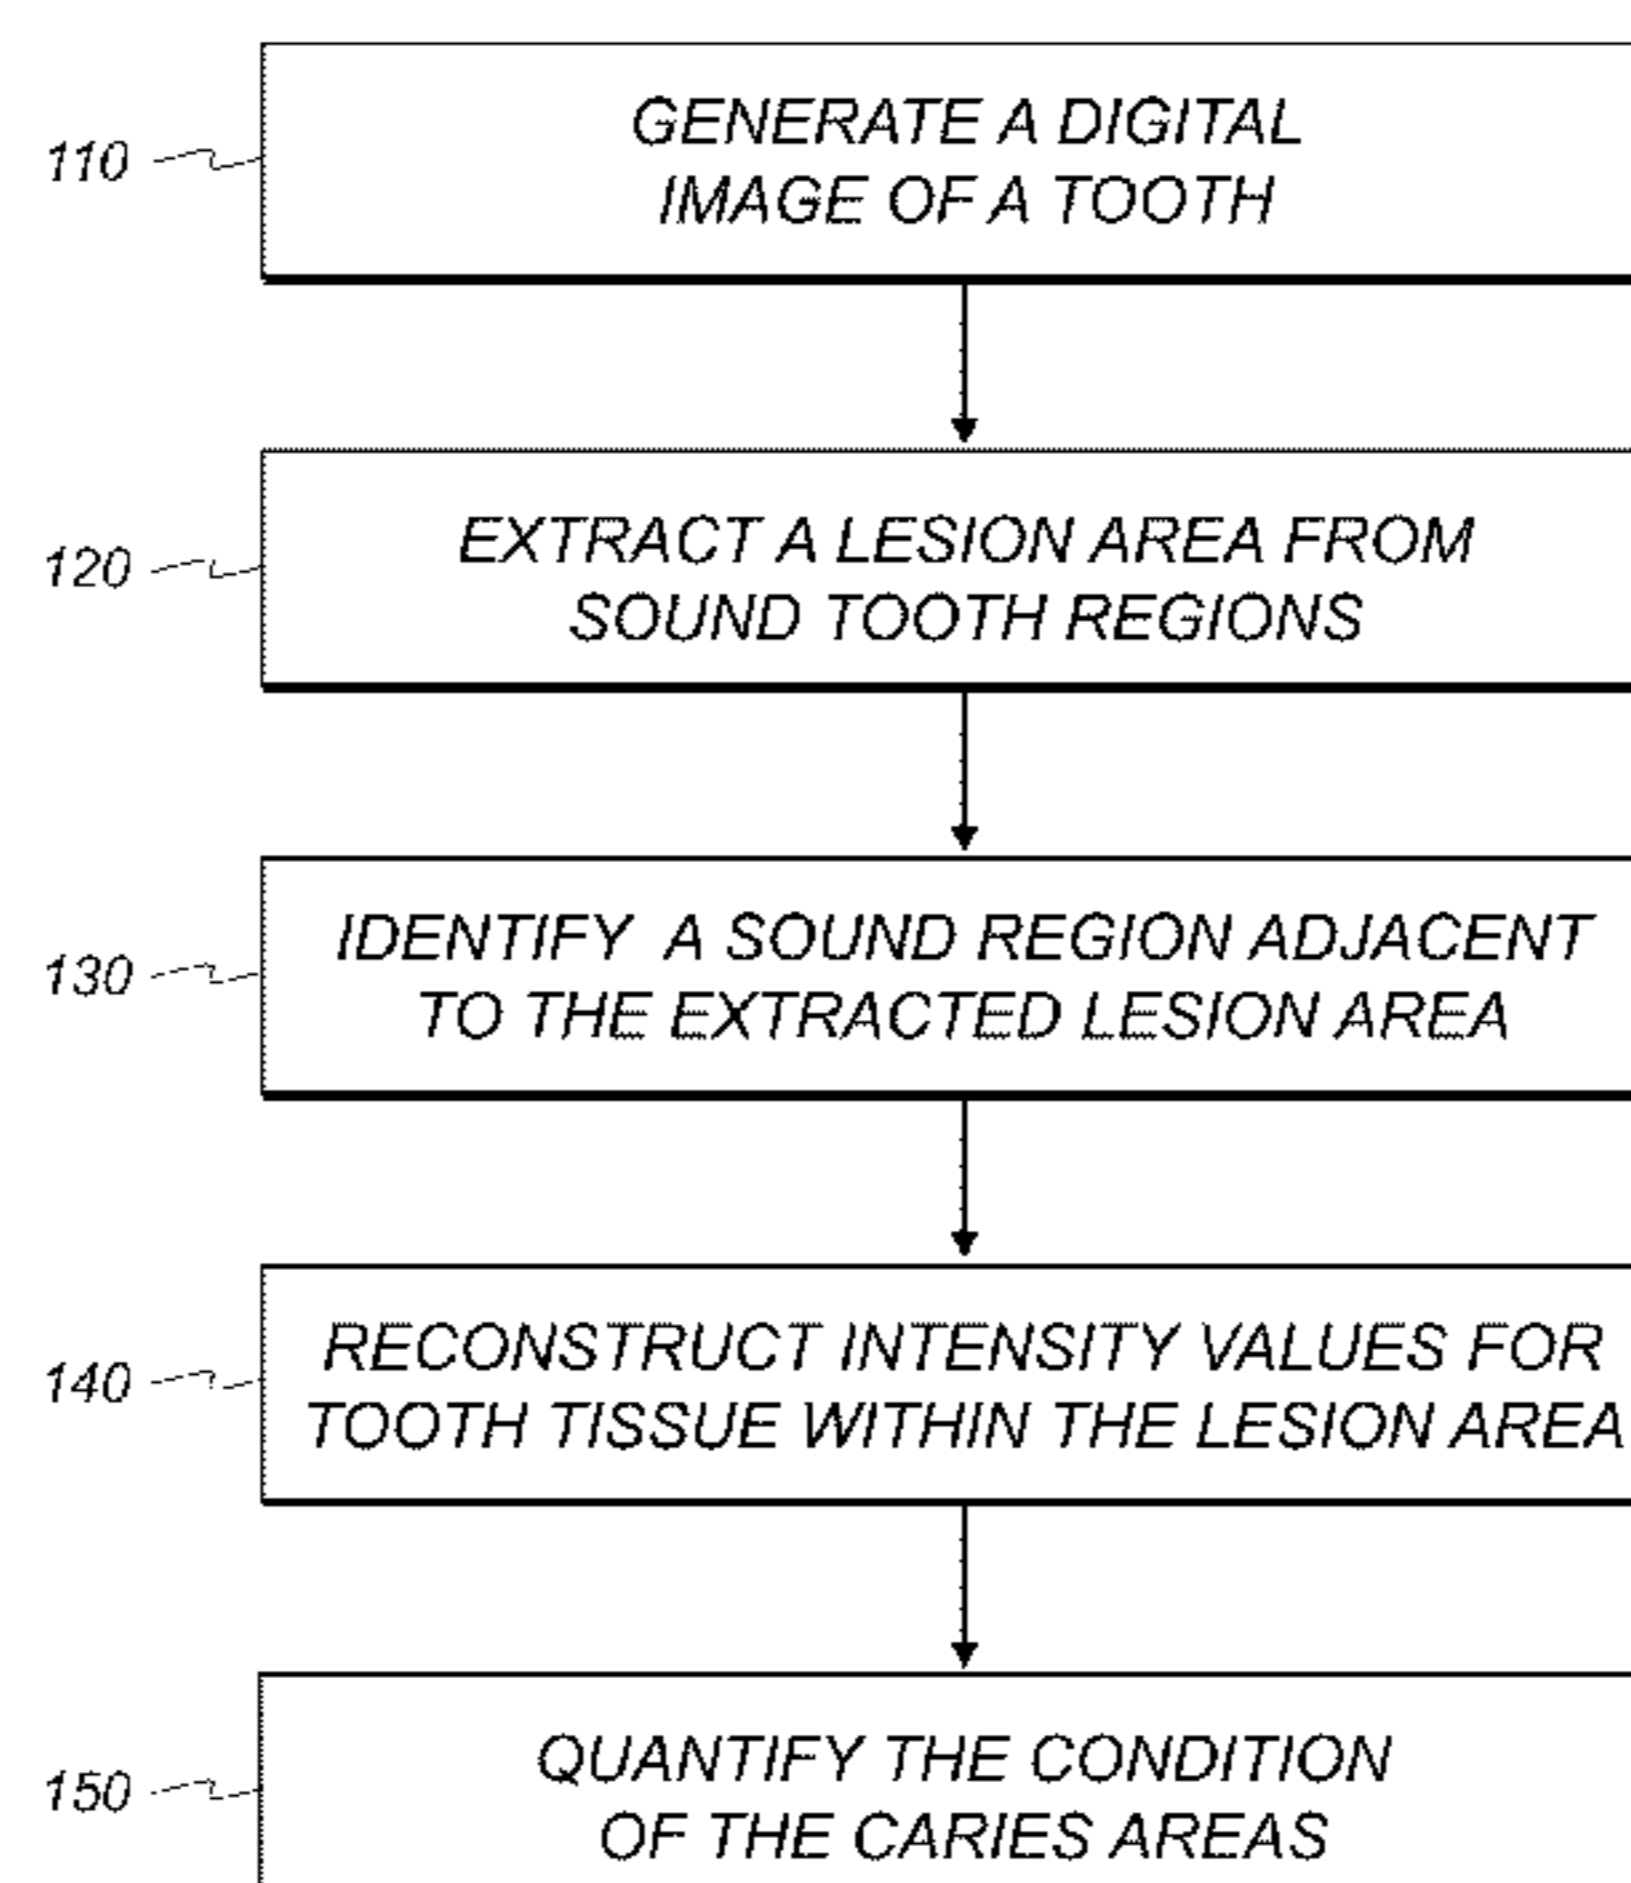 110
GENERATE A DIGITAL
IMAGE OF A TOOTH
120
EXTRACT A LESION AREA FROM
SOUND TOOTH REGIONS
130
IDENTIFY A SOUND REGION ADJACENT
TO THE EXTRACTED LESION AREA
140
RECONSTRUCT INTENSITY VALUES FOR
TOOTH TISSUE WITHIN THE LESION AREA
150
QUANTIFY THE CONDITION
OF THE CARIES AREAS